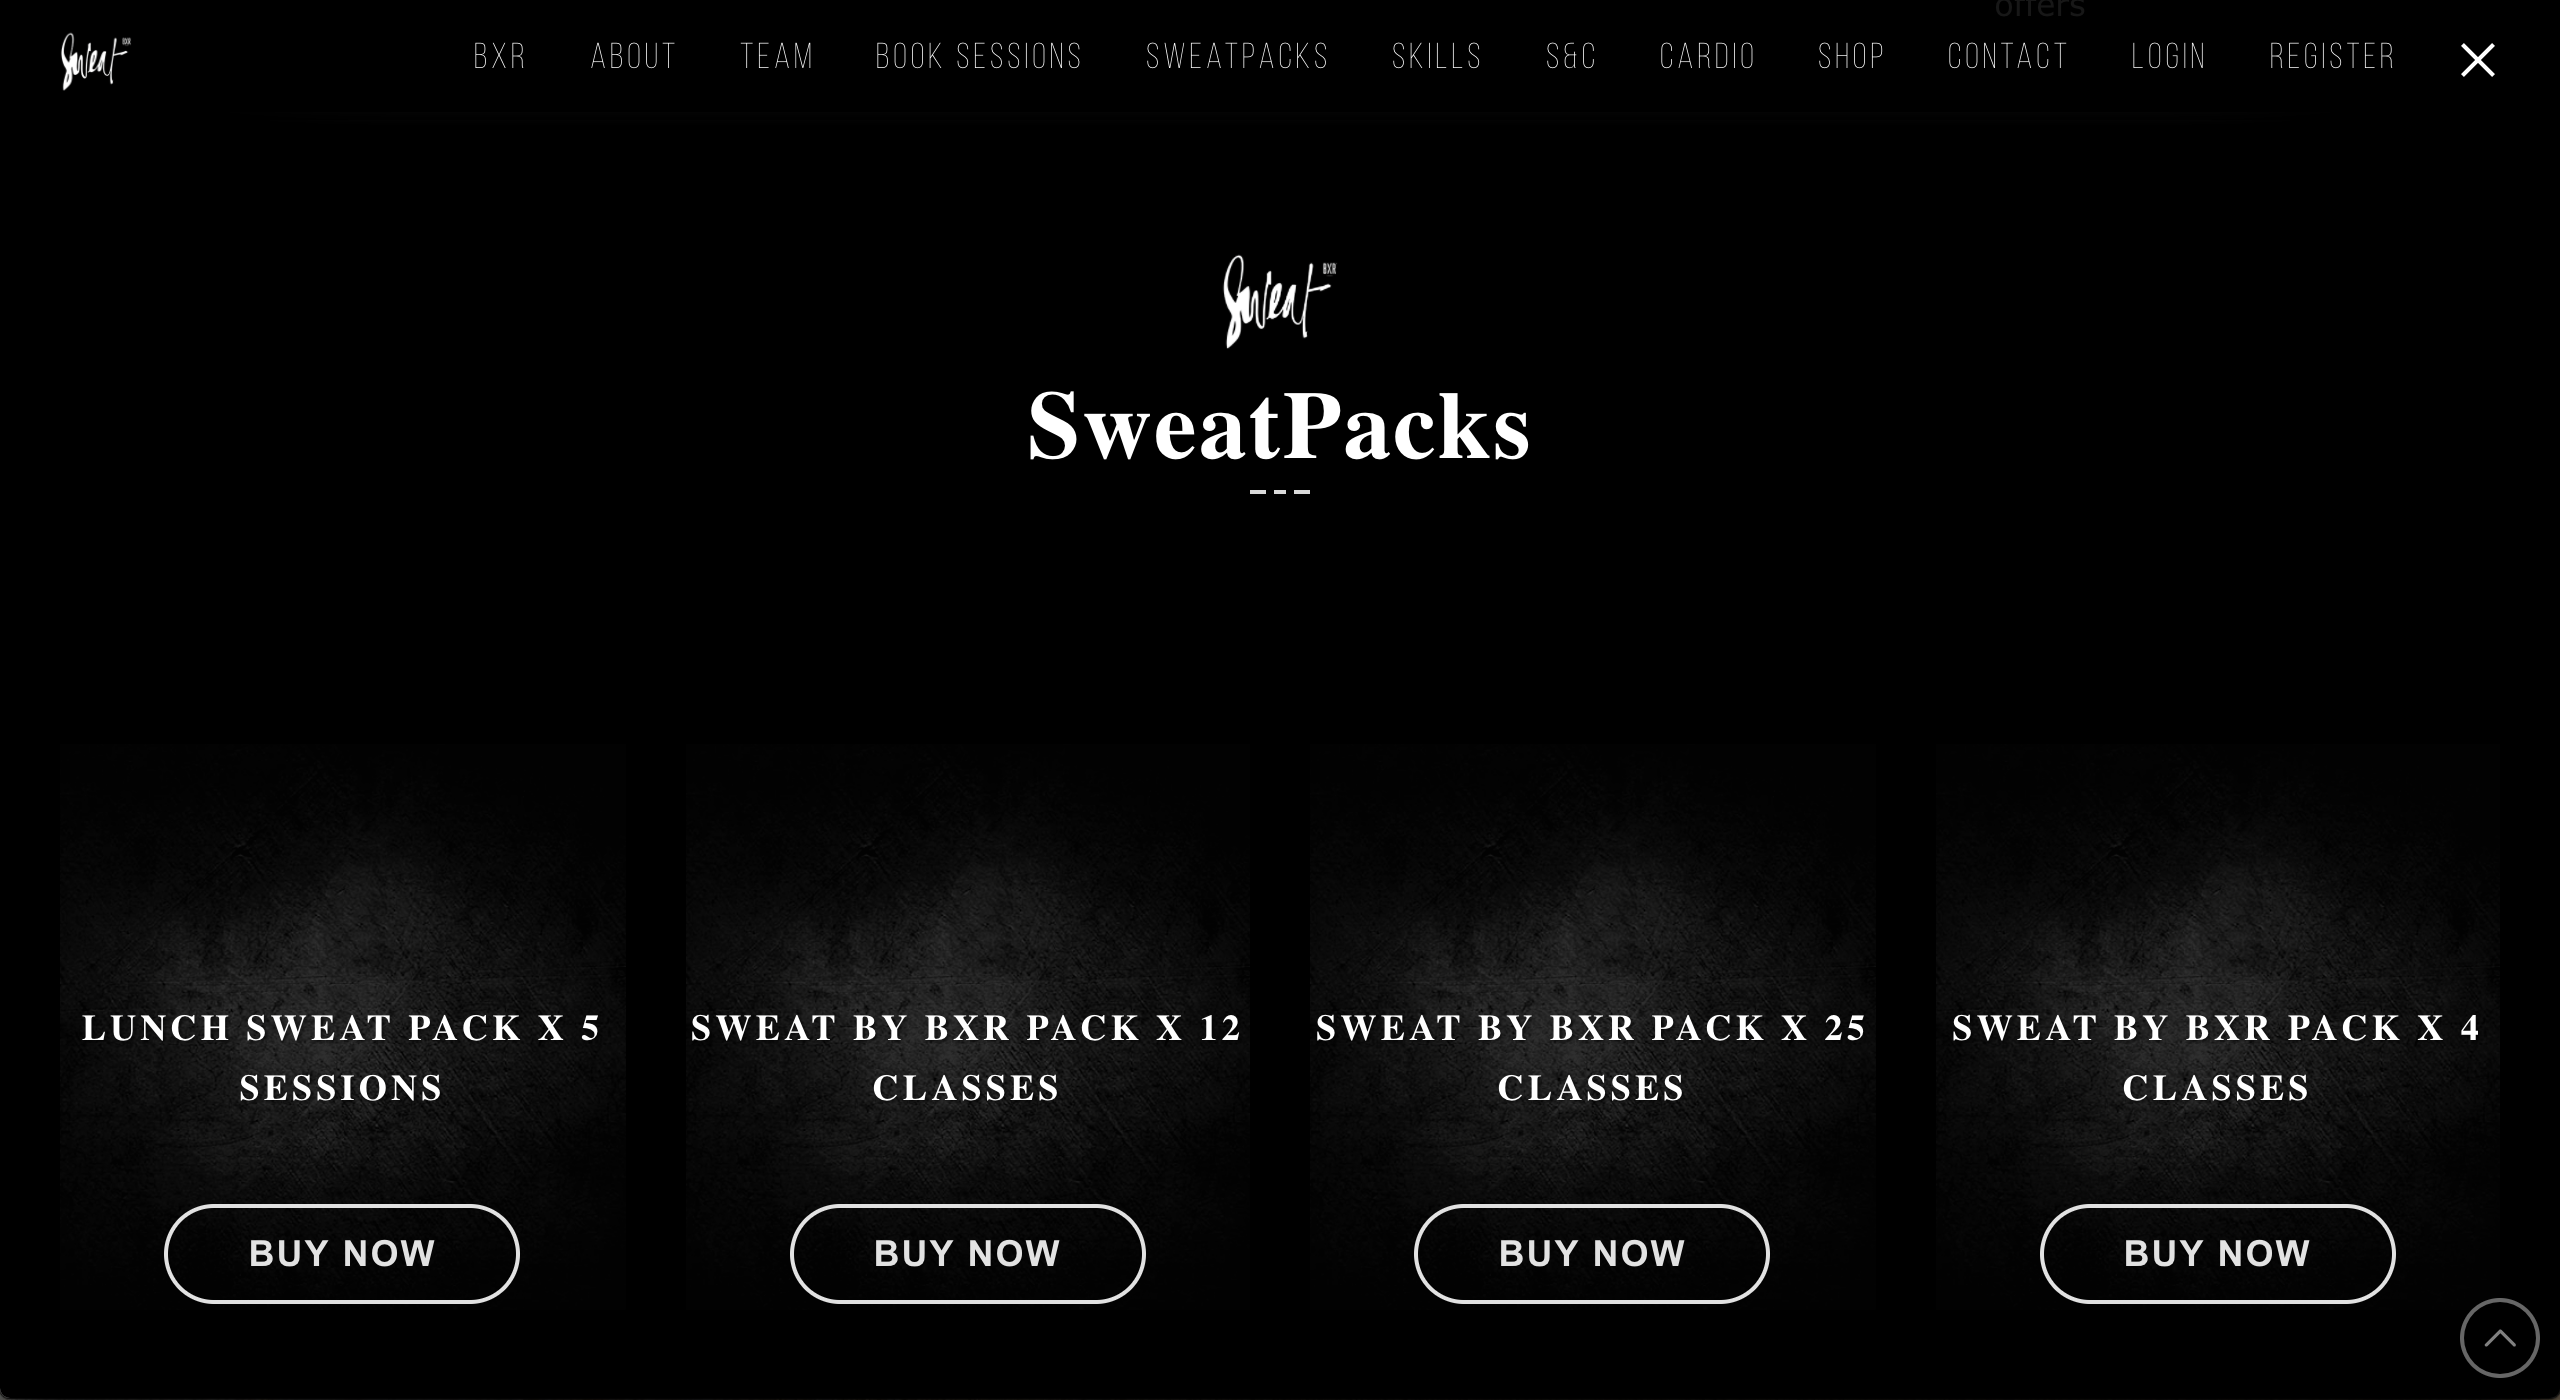 offers
Sweat BXR
BXR ABOUT TEAM BOOK SESSIONS SWEATPACKS SKILLS S&C CARDIO SHOP CONTACT LOGIN REGISTER
Sweat BXR
SweatPacks
LUNCH SWEAT PACK X 5
SESSIONS
BUY NOW
SWEAT BY BXR PACK X 12
CLASSES
BUY NOW
SWEAT BY BXR PACK X 25
CLASSES
BUY NOW
SWEAT BY BXR PACK X 4
CLASSES
BUY NOW